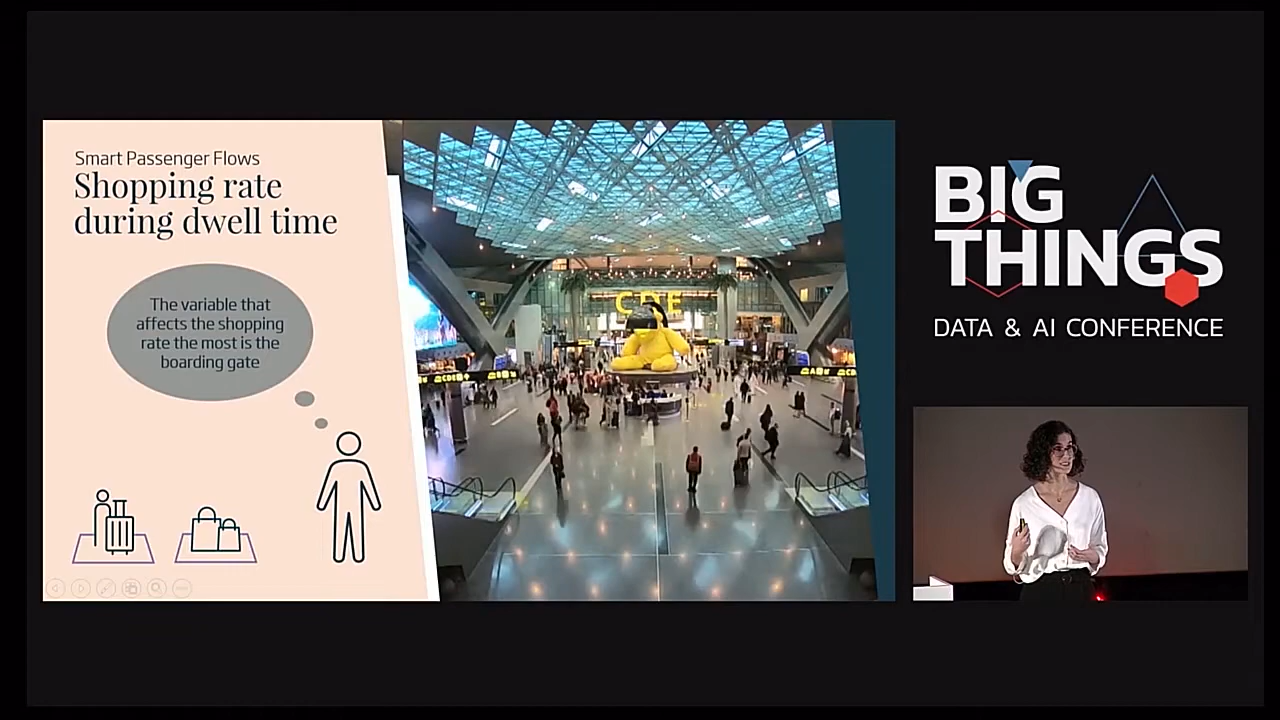 Smart Passenger Flows
Shopping rate
during dwell time
The variable that
affects the shopping
rate the most is the
boarding gate
BIG
THINGS
DATA & AI CONFERENCE